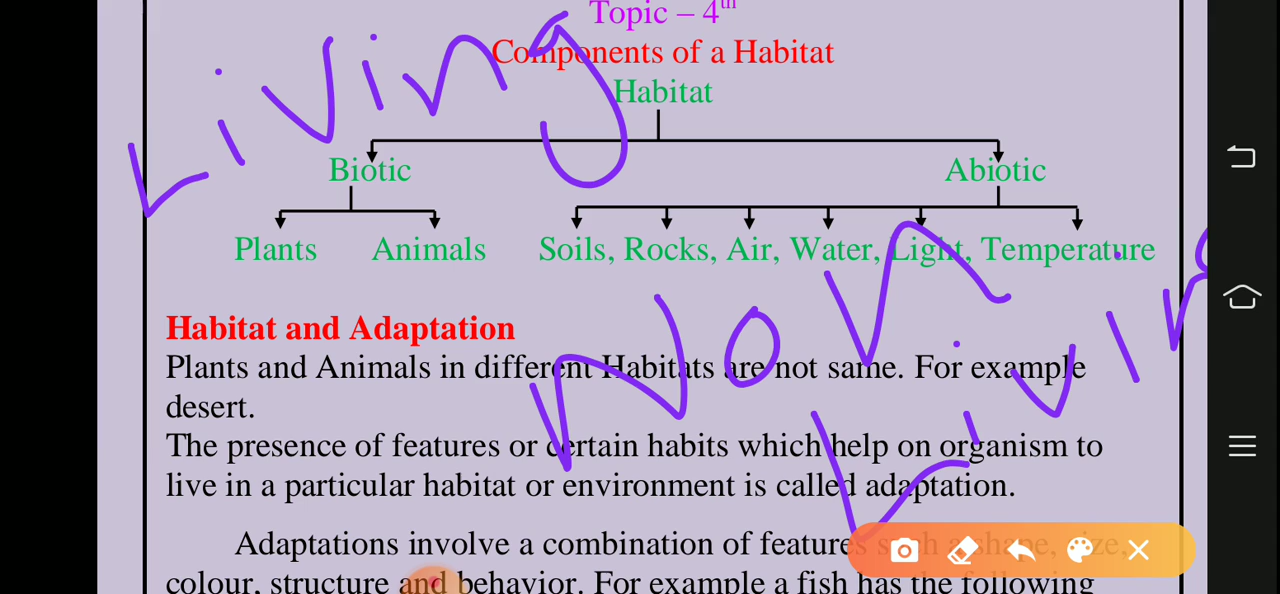 Topic – 4th
Components of a Habitat
Habitat
Living
Biotic Abiotic
Plants Animals Soils, Rocks, Air, Water, Light, Temperature
Non Living
Habitat and Adaptation
Plants and Animals in different Habitats are not same. For example
desert.
The presence of features or certain habits which help on organism to
live in a particular habitat or environment is called adaptation.
Adaptations involve a combination of features such a shape, size,
colour, structure and behavior. For example a fish has the following